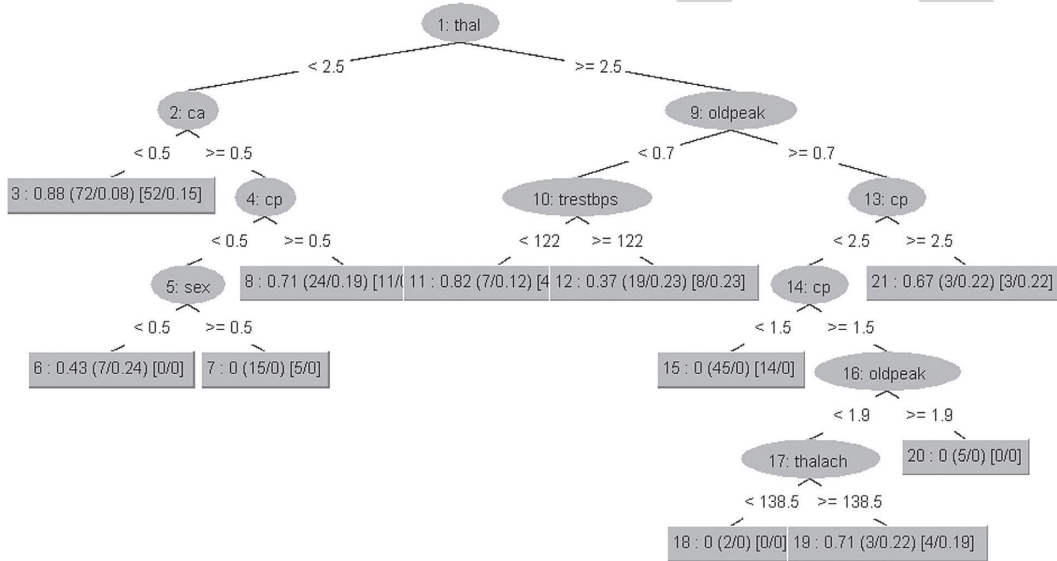 1: thal
< 2.5
>= 2.5
2: ca
9: oldpeak
< 0.5
>= 0.5
< 0.7
>= 0.7
3 : 0.88 (72/0.08) [52/0.15]
4: cp
10: trestbps
13: cp
< 0.5
>= 0.5
< 122
>= 122
< 2.5
>= 2.5
5: sex
8 : 0.71 (24/0.19) [11/
11 : 0.82 (7/0.12) [4
12 : 0.37 (19/0.23) [8/0.23]
14: cp
21 : 0.67 (3/0.22) [3/0.22]
< 0.5
>= 0.5
< 1.5
>= 1.5
6 : 0.43 (7/0.24) [0/0]
7 : 0 (15/0) [5/0]
15 : 0 (45/0) [14/0]
16: oldpeak
< 1.9
>= 1.9
17: thalach
20 : 0 (5/0) [0/0]
< 138.5
>= 138.5
18 : 0 (2/0) [0/0]
19 : 0.71 (3/0.22) [4/0.19]